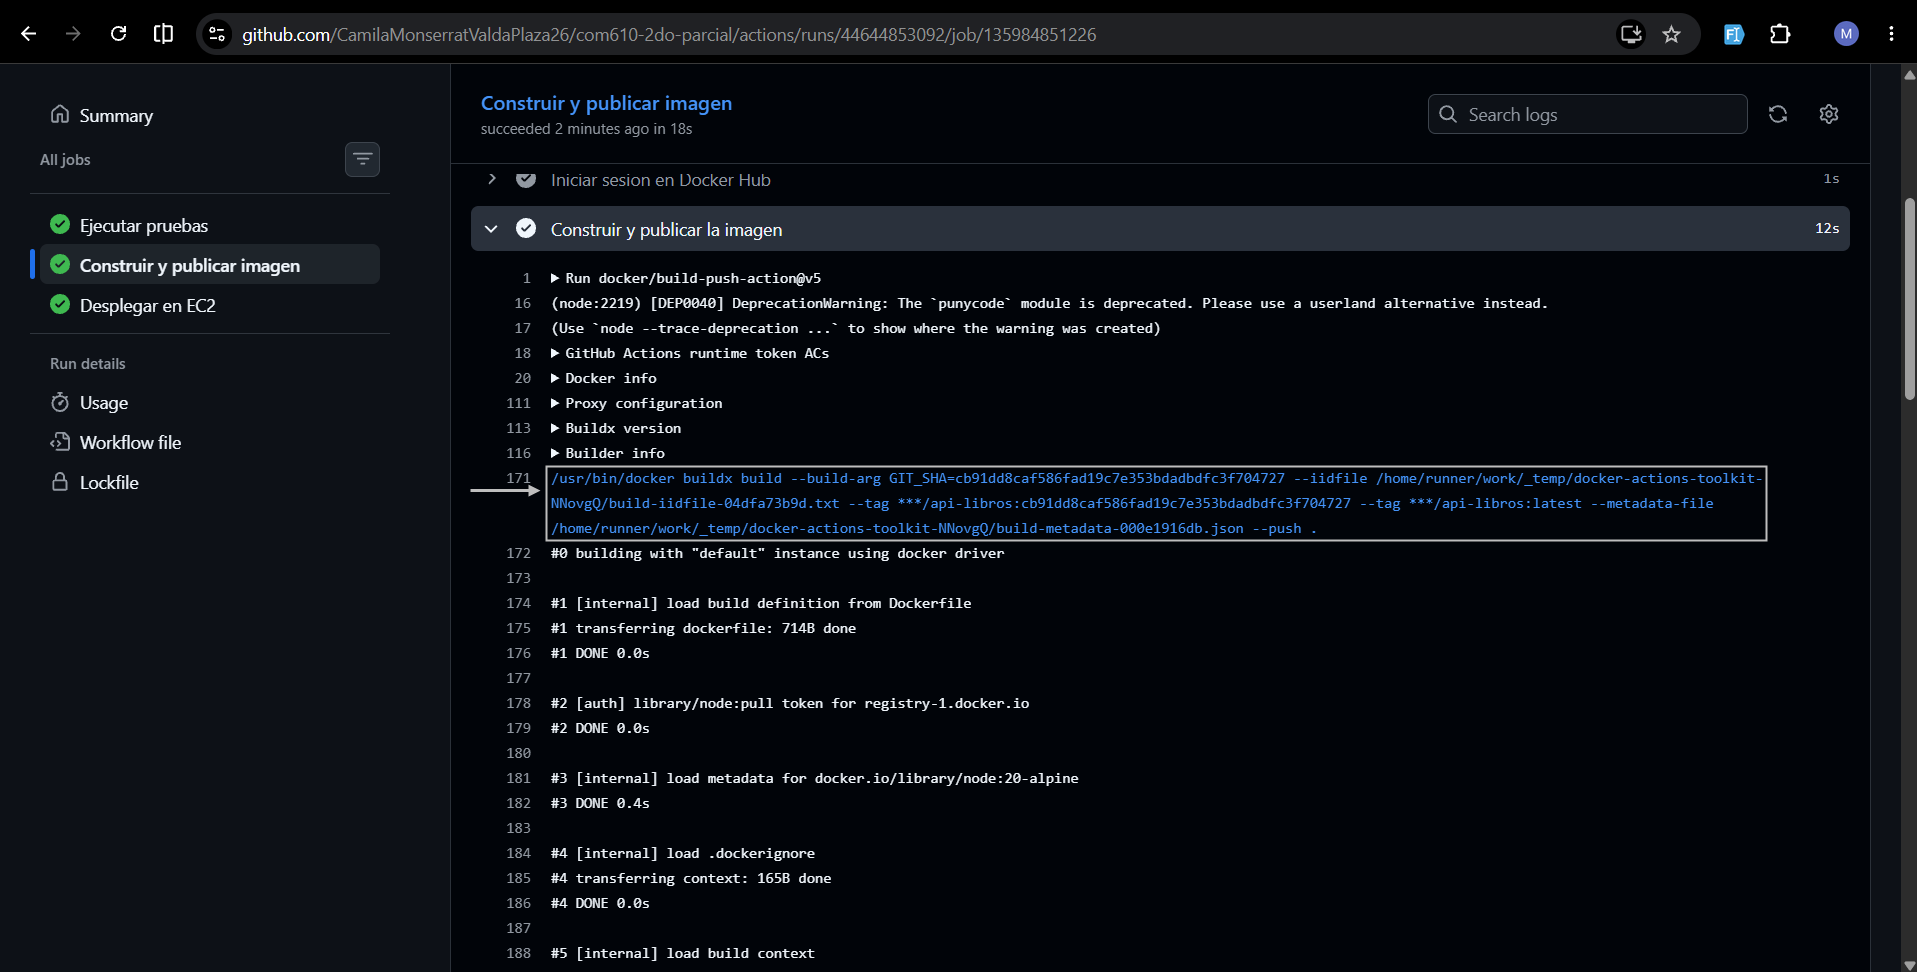 github.com/CamilaMonserratValdaPlaza26/com610-2do-parcial/actions/runs/44644853092/job/135984851226
M
Summary
All jobs
Ejecutar pruebas
Construir y publicar imagen
Desplegar en EC2
Run details
Usage
Workflow file
Lockfile
Construir y publicar imagen
succeeded 2 minutes ago in 18s
Search logs
Iniciar sesion en Docker Hub 1s
Construir y publicar la imagen 12s
1 Run docker/build-push-action@v5
16 (node:2219) [DEP0040] DeprecationWarning: The `punycode` module is deprecated. Please use a userland alternative instead.
17 (Use `node --trace-deprecation ...` to show where the warning was created)
18 GitHub Actions runtime token ACs
20 Docker info
111 Proxy configuration
113 Buildx version
116 Builder info
171 /usr/bin/docker buildx build --build-arg GIT_SHA=cb91dd8caf586fad19c7e353bdadbdfc3f704727 --iidfile /home/runner/work/_temp/docker-actions-toolkit-
NNovgQ/build-iidfile-04dfa73b9d.txt --tag ***/api-libros:cb91dd8caf586fad19c7e353bdadbdfc3f704727 --tag ***/api-libros:latest --metadata-file
/home/runner/work/_temp/docker-actions-toolkit-NNovgQ/build-metadata-000e1916db.json --push .
172 #0 building with "default" instance using docker driver
173
174 #1 [internal] load build definition from Dockerfile
175 #1 transferring dockerfile: 714B done
176 #1 DONE 0.0s
177
178 #2 [auth] library/node:pull token for registry-1.docker.io
179 #2 DONE 0.0s
180
181 #3 [internal] load metadata for docker.io/library/node:20-alpine
182 #3 DONE 0.4s
183
184 #4 [internal] load .dockerignore
185 #4 transferring context: 165B done
186 #4 DONE 0.0s
187
188 #5 [internal] load build context